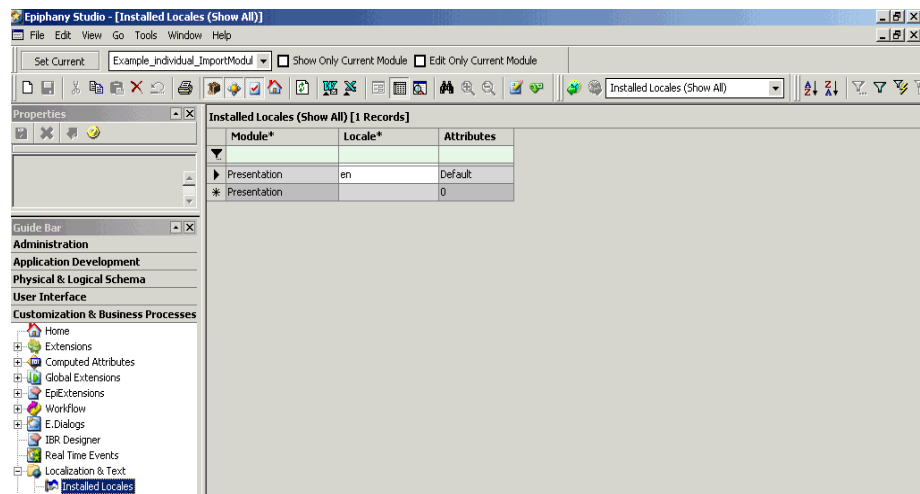 Epiphany Studio - [Installed Locales (Show All)]
File Edit View Go Tools Window Help
Set Current Example_individual_ImportModul Show Only Current Module Edit Only Current Module
Installed Locales (Show All)
Properties
Installed Locales (Show All) [1 Records]
Module* Locale* Attributes
Presentation en Default
Presentation 0
Guide Bar
Administration
Application Development
Physical & Logical Schema
User Interface
Customization & Business Processes
Home
Extensions
Computed Attributes
Global Extensions
EpiExtensions
Workflow
E.Dialogs
IBR Designer
Real Time Events
Localization & Text
Installed Locales